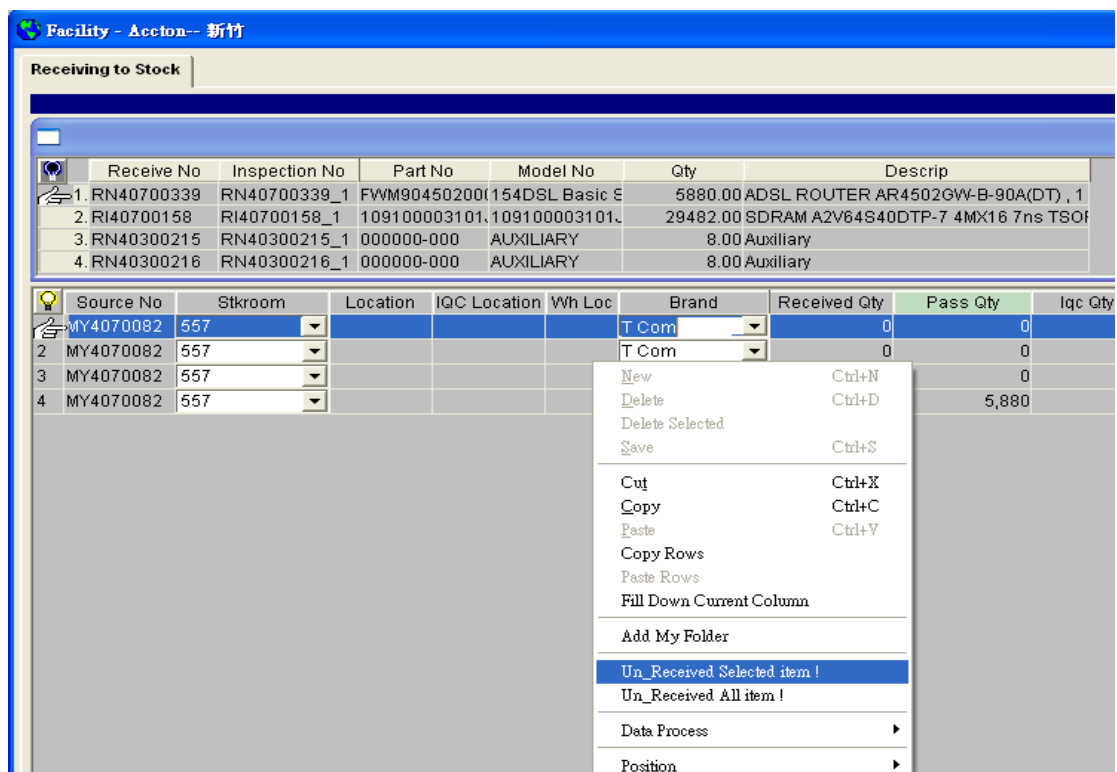 Facility - Accton-- 新竹
Receiving to Stock
Receive No Inspection No Part No Model No Qty Descrip
1. RN40700339 RN40700339_1 FWM904502000 154DSL Basic S 5880.00 ADSL ROUTER AR4502GW-B-90A(DT) , 1
2. RI40700158 RI40700158_1 109100003101. 109100003101. 29482.00 SDRAM A2V64S40DTP-7 4MX16 7ns TSOP
3. RN40300215 RN40300215_1 000000-000 AUXILIARY 8.00 Auxiliary
4. RN40300216 RN40300216_1 000000-000 AUXILIARY 8.00 Auxiliary
Source No Stkroom Location IQC Location Wh Loc Brand Received Qty Pass Qty Iqc Qty
MY4070082 557 T Com 0 0
2 MY4070082 557 T Com 0 0
3 MY4070082 557 0
4 MY4070082 557 5,880
New Ctrl+N
Delete Ctrl+D
Delete Selected
Save Ctrl+S
Cut Ctrl+X
Copy Ctrl+C
Paste Ctrl+V
Copy Rows
Paste Rows
Fill Down Current Column
Add My Folder
Un_Received Selected item !
Un_Received All item !
Data Process
Position